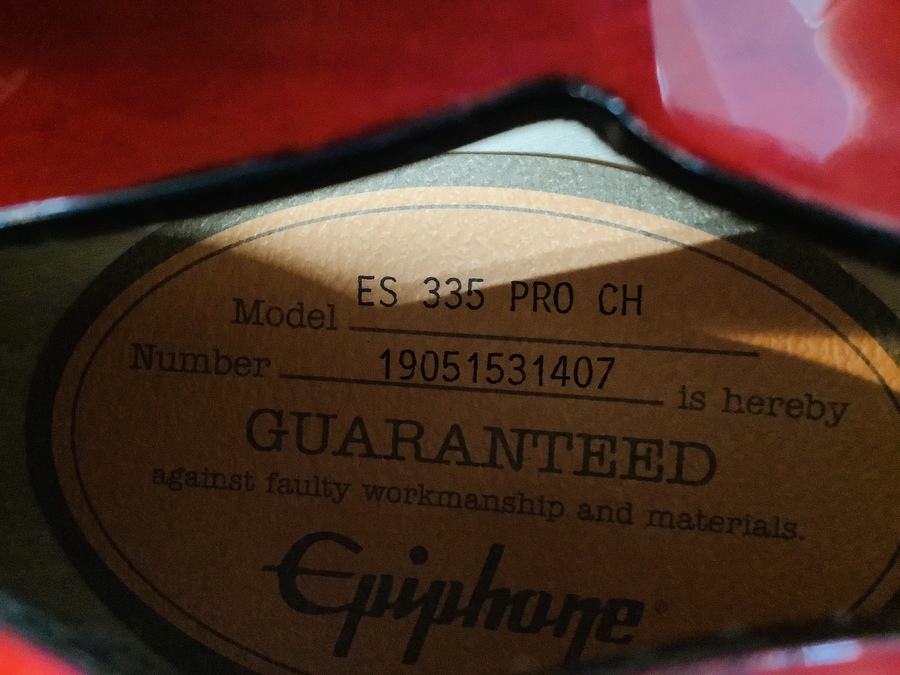 Model ES 335 PRO CH
Number 19051531407 is hereby
GUARANTEED
against faulty workmanship and materials.
Epiphone®